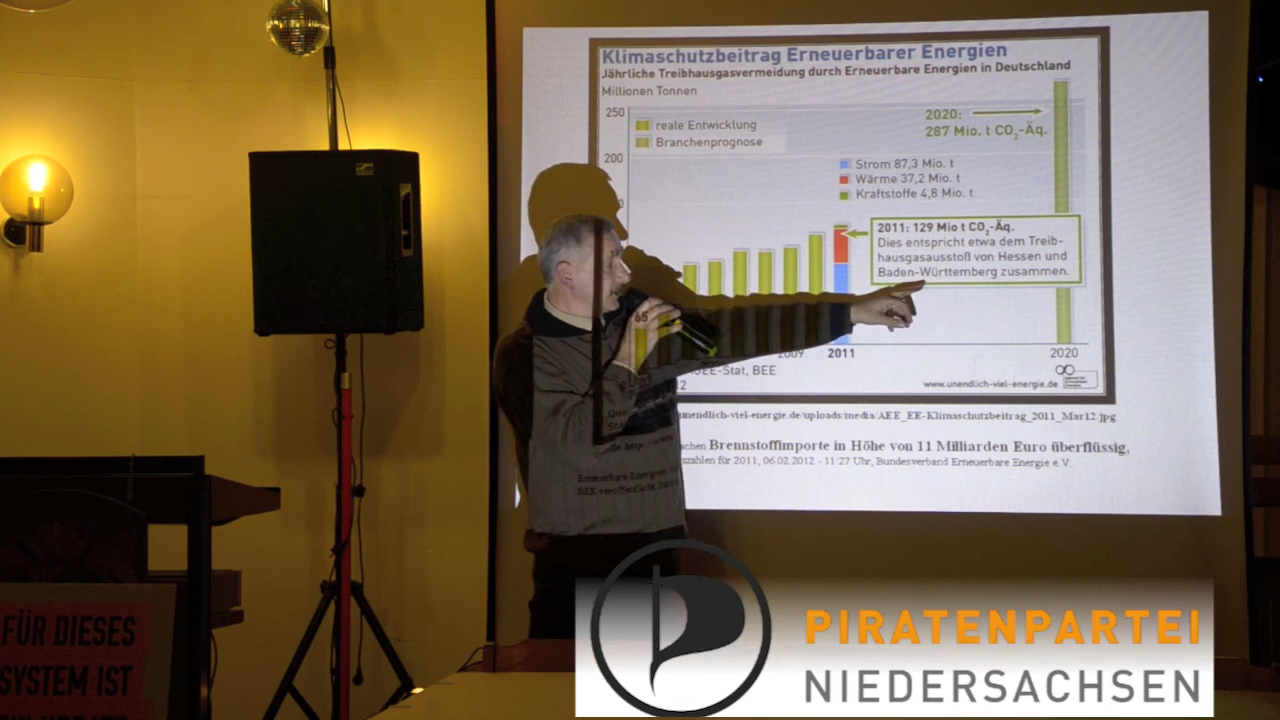 Klimaschutzbeitrag Erneuerbarer Energien
Jährliche Treibhausgasvermeidung durch Erneuerbare Energien in Deutschland
Millionen Tonnen
250
200
reale Entwicklung
Branchenprognose
2020:
287 Mio. t CO₂-Äq.
Strom 87,3 Mio. t
Wärme 37,2 Mio. t
Kraftstoffe 4,8 Mio. t
2011: 129 Mio t CO₂-Äq.
Dies entspricht etwa dem Treib-
hausgasausstoß von Hessen und
Baden-Württemberg zusammen.
65
2009 2011 2020
EE-Stat, BEE
12
www.unendlich-viel-energie.de
unendlich-viel-energie.de/uploads/media/AEE_EE-Klimaschutzbeitrag_2011_Mar12.jpg
Brennstoffimporte in Höhe von 11 Milliarden Euro überflüssig,
zahlen für 2011, 06.02.2012 - 11:27 Uhr, Bundesverband Erneuerbare Energie e.V.
Erneuerbare
BEE veröffentlicht
FÜR DIESES
SYSTEM IST
PIRATENPARTEI
NIEDERSACHSEN